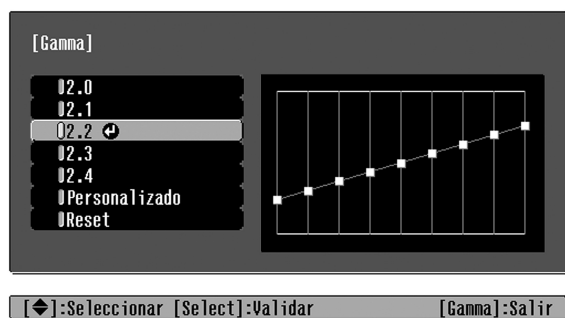 [Gamma]
2.0
2.1
2.2
2.3
2.4
Personalizado
Reset
[◆]:Seleccionar [Select]:Validar [Gamma]:Salir